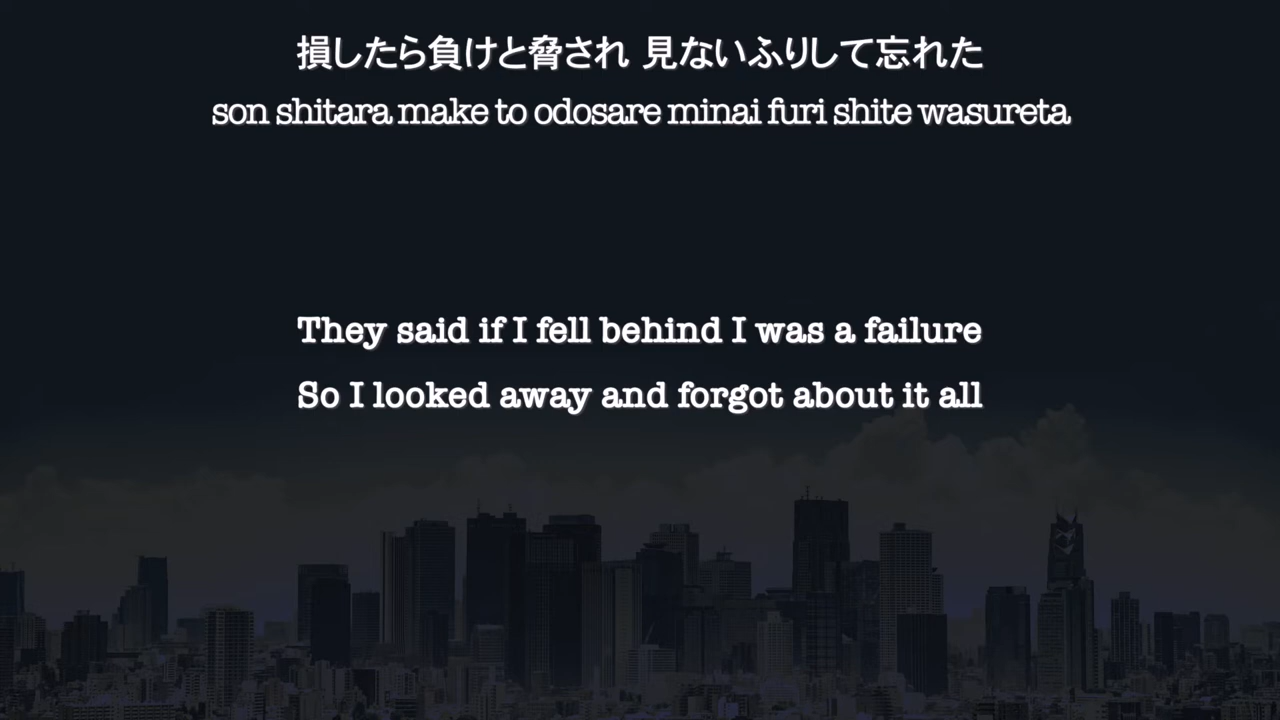 損したら負けと脅され 見ないふりして忘れた
son shitara make to odosare minai furi shite wasureta
They said if I fell behind I was a failure
So I looked away and forgot about it all